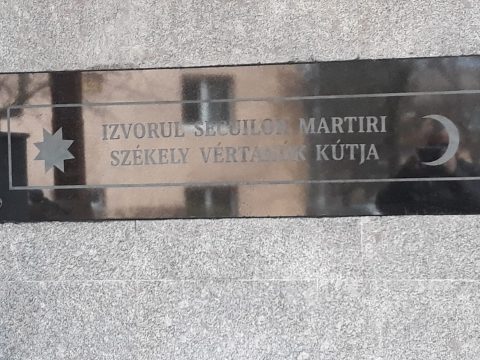 IZVORUL SECUILOR MARTIRI
SZÉKELY VÉRTANÚK KÚTJA